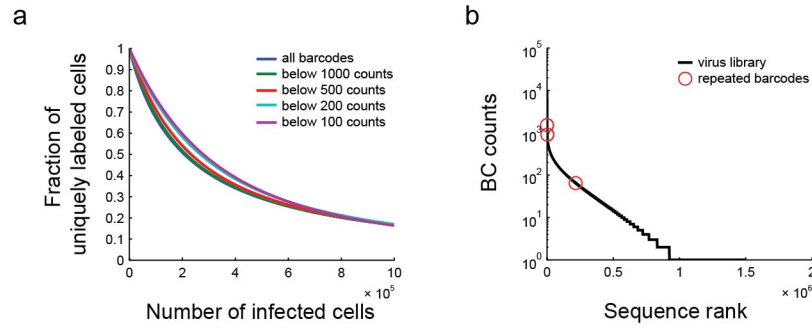 a
Fraction of
uniquely labeled cells
1
0.9
0.8
0.7
0.6
0.5
0.4
0.3
0.2
0.1
0
0 2 4 6 8 10
× 10⁵
Number of infected cells
all barcodes
below 1000 counts
below 500 counts
below 200 counts
below 100 counts
b
BC counts
10⁵
10⁴
10³
10²
10¹
10⁰
0 0.5 1 1.5 2
× 10⁶
Sequence rank
virus library
repeated barcodes